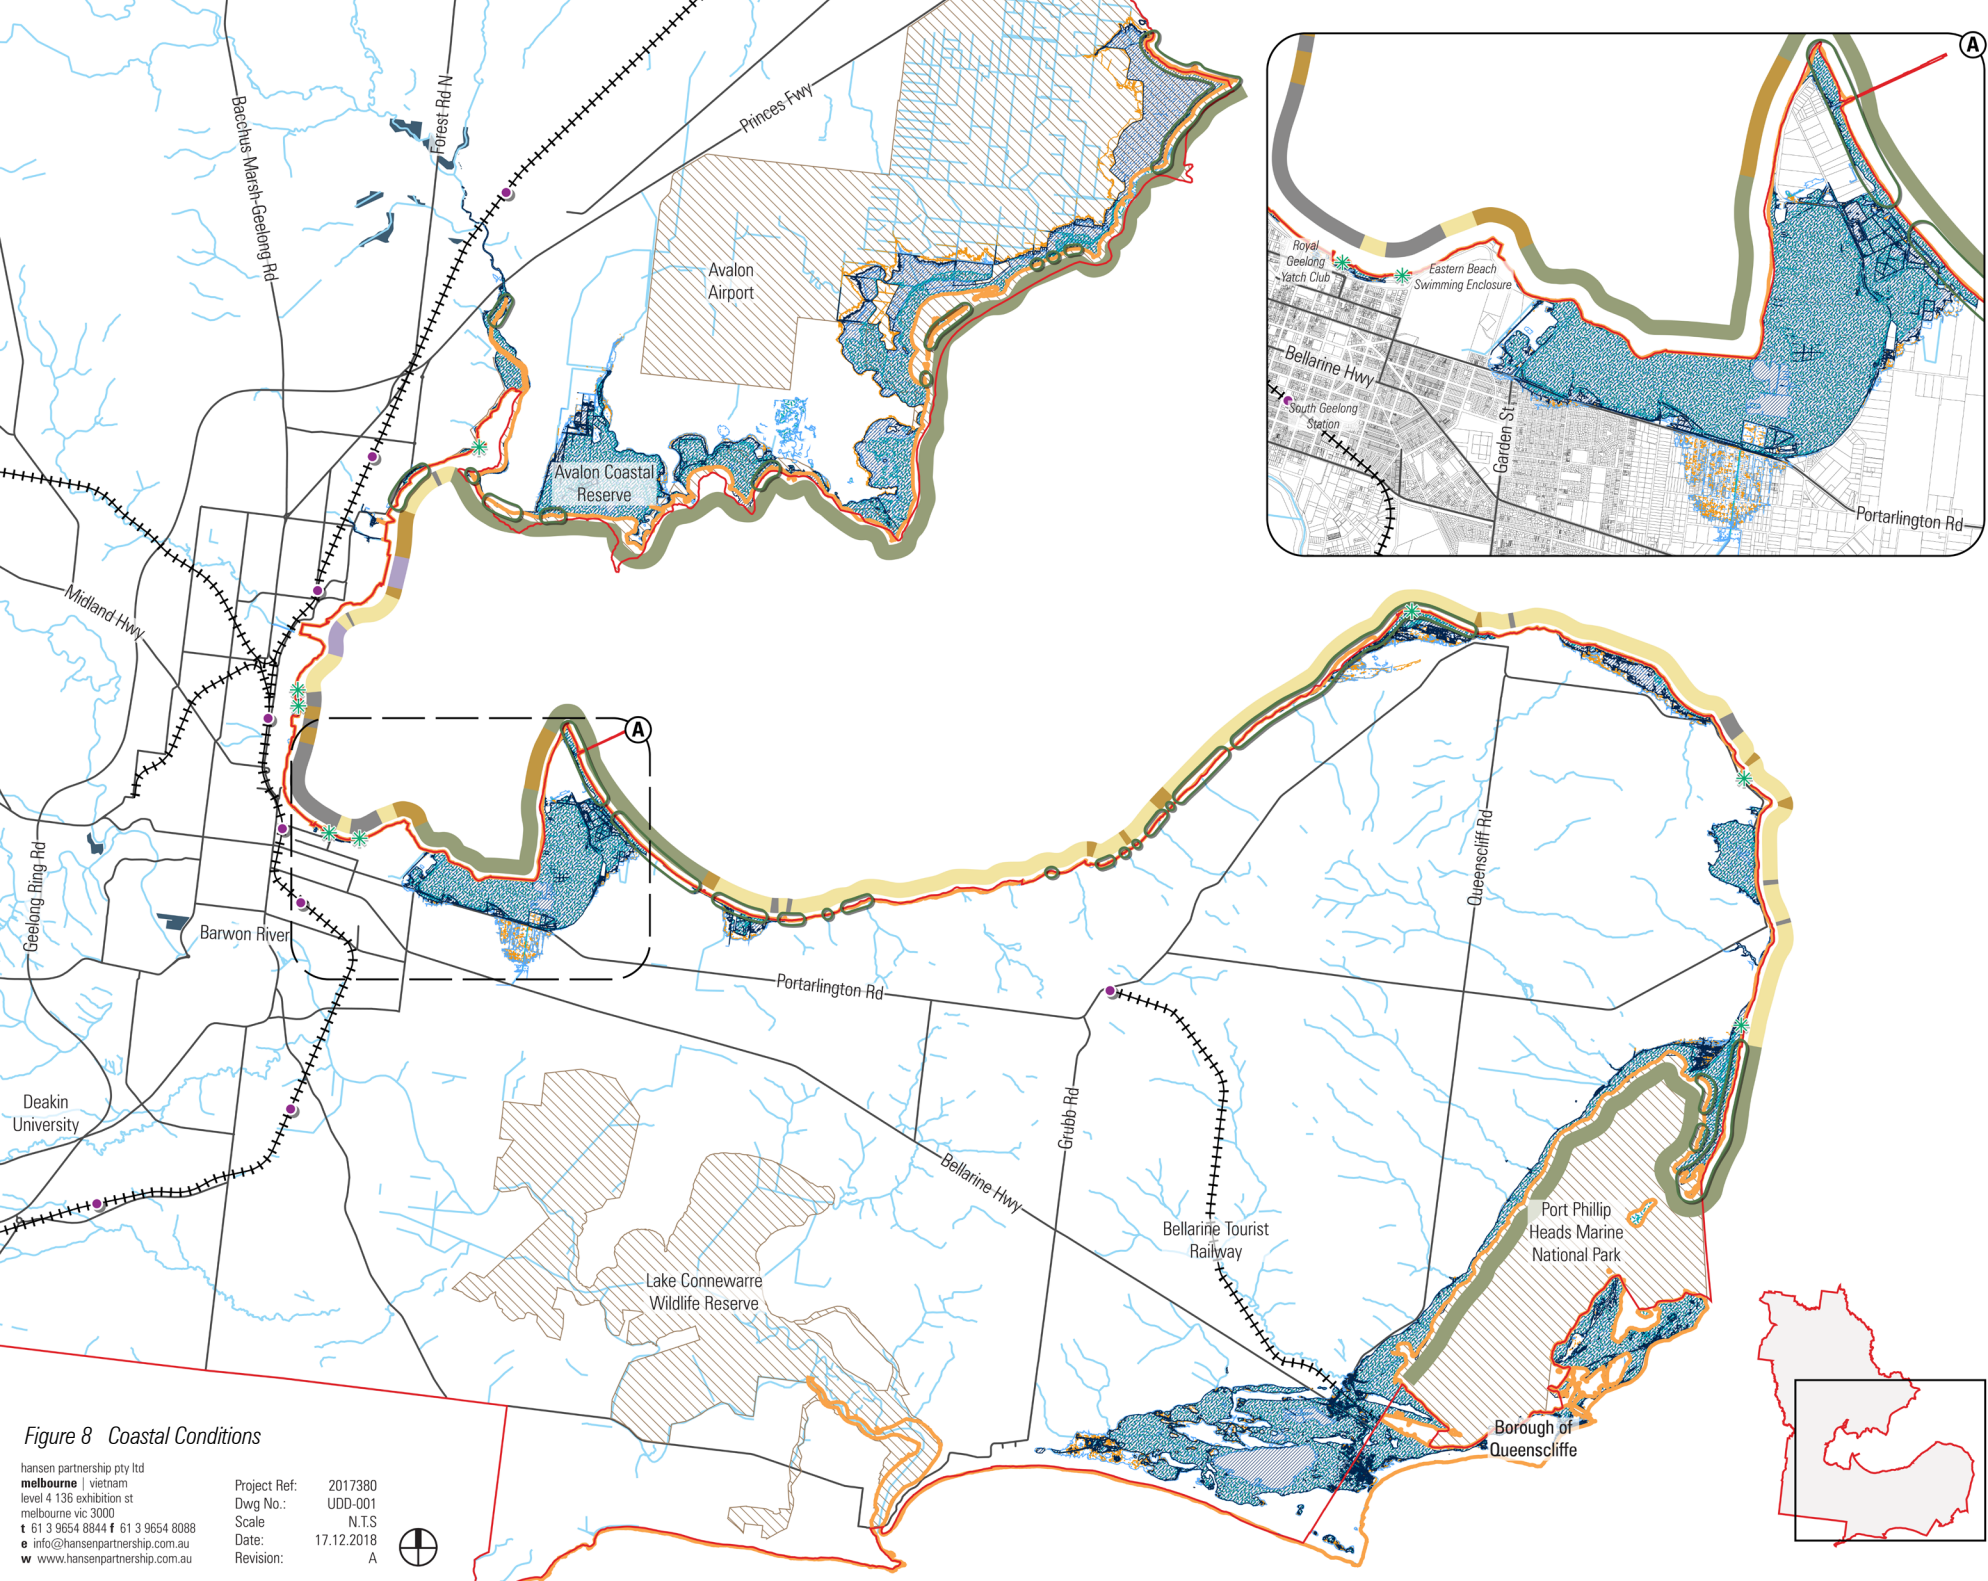 Bacchus-Marsh-Geelong Rd
Forest Rd N
Princes Fwy
A
Avalon
Airport
Avalon Coastal
Reserve
Royal
Geelong
Yatch Club
Eastern Beach
Swimming Enclosure
Bellarine Hwy
South Geelong
Station
Garden St
Portarlington Rd
Midland Hwy
A
Geelong Ring Rd
Barwon River
Portarlington Rd
Queenscliff Rd
Deakin
University
Grubb Rd
Bellarine Hwy
Bellarine Tourist
Railway
Port Phillip
Heads Marine
National Park
Lake Connewarre
Wildlife Reserve
Borough of
Queenscliffe
Figure 8 Coastal Conditions
hansen partnership pty ltd
melbourne | vietnam
level 4 136 exhibition st
melbourne vic 3000
t 61 3 9654 8844 f 61 3 9654 8088
e info@hansenpartnership.com.au
w www.hansenpartnership.com.au
Project Ref: 2017380
Dwg No.: UDD-001
Scale N.T.S
Date: 17.12.2018
Revision: A